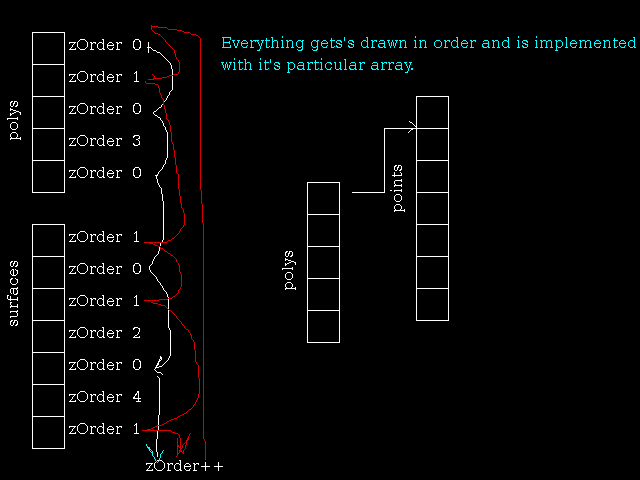 Everything gets's drawn in order and is implemented
with it's particular array.
polys
zOrder 0
zOrder 1
zOrder 0
zOrder 3
zOrder 0
surfaces
zOrder 1
zOrder 0
zOrder 1
zOrder 2
zOrder 0
zOrder 4
zOrder 1
zOrder++
polys
points